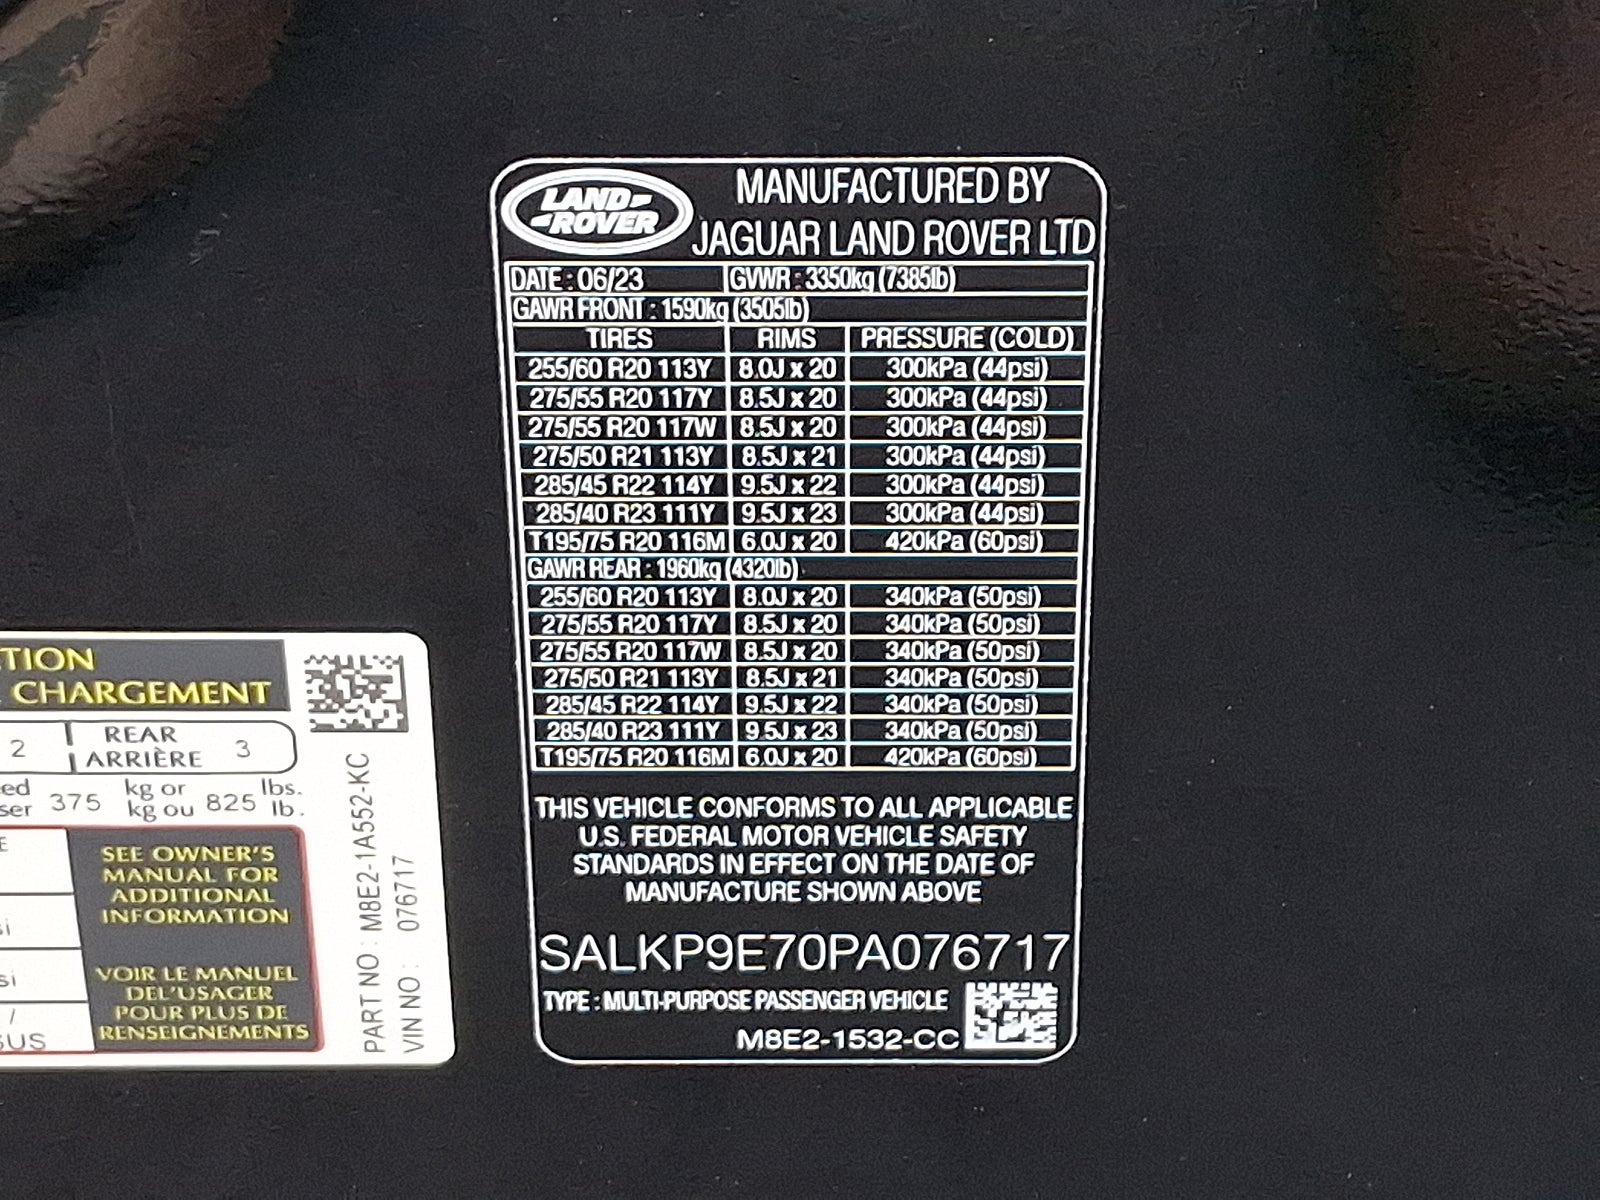 LAND
ROVER
MANUFACTURED BY
JAGUAR LAND ROVER LTD
DATE : 06/23 GVWR : 3350kg (7385lb)
GAWR FRONT : 1590kg (3505lb)
TIRES RIMS PRESSURE (COLD)
255/60 R20 113Y 8.0J x 20 300kPa (44psi)
275/55 R20 117Y 8.5J x 20 300kPa (44psi)
275/55 R20 117W 8.5J x 20 300kPa (44psi)
275/50 R21 113Y 8.5J x 21 300kPa (44psi)
285/45 R22 114Y 9.5J x 22 300kPa (44psi)
285/40 R23 111Y 9.5J x 23 300kPa (44psi)
T195/75 R20 116M 6.0J x 20 420kPa (60psi)
GAWR REAR : 1960kg (4320lb)
255/60 R20 113Y 8.0J x 20 340kPa (50psi)
275/55 R20 117Y 8.5J x 20 340kPa (50psi)
275/55 R20 117W 8.5J x 20 340kPa (50psi)
275/50 R21 113Y 8.5J x 21 340kPa (50psi)
285/45 R22 114Y 9.5J x 22 340kPa (50psi)
285/40 R23 111Y 9.5J x 23 340kPa (50psi)
T195/75 R20 116M 6.0J x 20 420kPa (60psi)
THIS VEHICLE CONFORMS TO ALL APPLICABLE
U.S. FEDERAL MOTOR VEHICLE SAFETY
STANDARDS IN EFFECT ON THE DATE OF
MANUFACTURE SHOWN ABOVE
SALKP9E70PA076717
TYPE : MULTI-PURPOSE PASSENGER VEHICLE
M8E2-1532-CC
TION
CHARGEMENT
2 REAR
ARRIÈRE 3
ed
ser 375 kg or
kg ou 825 lbs.
lb.
E
SEE OWNER'S
MANUAL FOR
ADDITIONAL
INFORMATION
si
si
/
SUS
VOIR LE MANUEL
DEL'USAGER
POUR PLUS DE
RENSEIGNEMENTS
PART NO : M8E2-1A552-KC
VIN NO : 076717